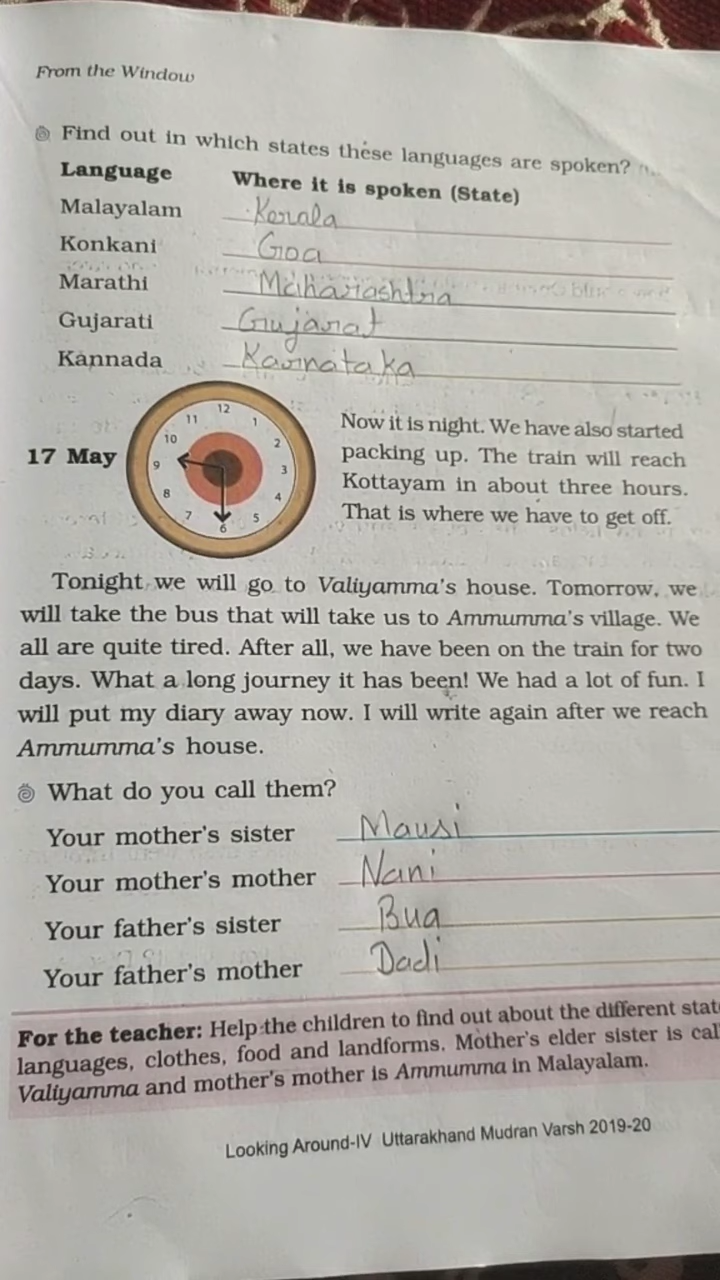 From the Window
Find out in which states these languages are spoken?
Language Where it is spoken (State)
Malayalam Kerala
Konkani Goa
Marathi Maharashtra
Gujarati Gujarat
Kannada Karnataka
17 May
12
11 1
10 2
9 3
8 4
7 5
6
Now it is night. We have also started
packing up. The train will reach
Kottayam in about three hours.
That is where we have to get off.
Tonight we will go to Valiyamma's house. Tomorrow, we
will take the bus that will take us to Ammumma's village. We
all are quite tired. After all, we have been on the train for two
days. What a long journey it has been! We had a lot of fun. I
will put my diary away now. I will write again after we reach
Ammumma's house.
What do you call them?
Your mother's sister Mausi
Your mother's mother Nani
Your father's sister Bua
Your father's mother Dadi
For the teacher: Help the children to find out about the different stat
languages, clothes, food and landforms. Mother's elder sister is cal
Valiyamma and mother's mother is Ammumma in Malayalam.
Looking Around-IV Uttarakhand Mudran Varsh 2019-20